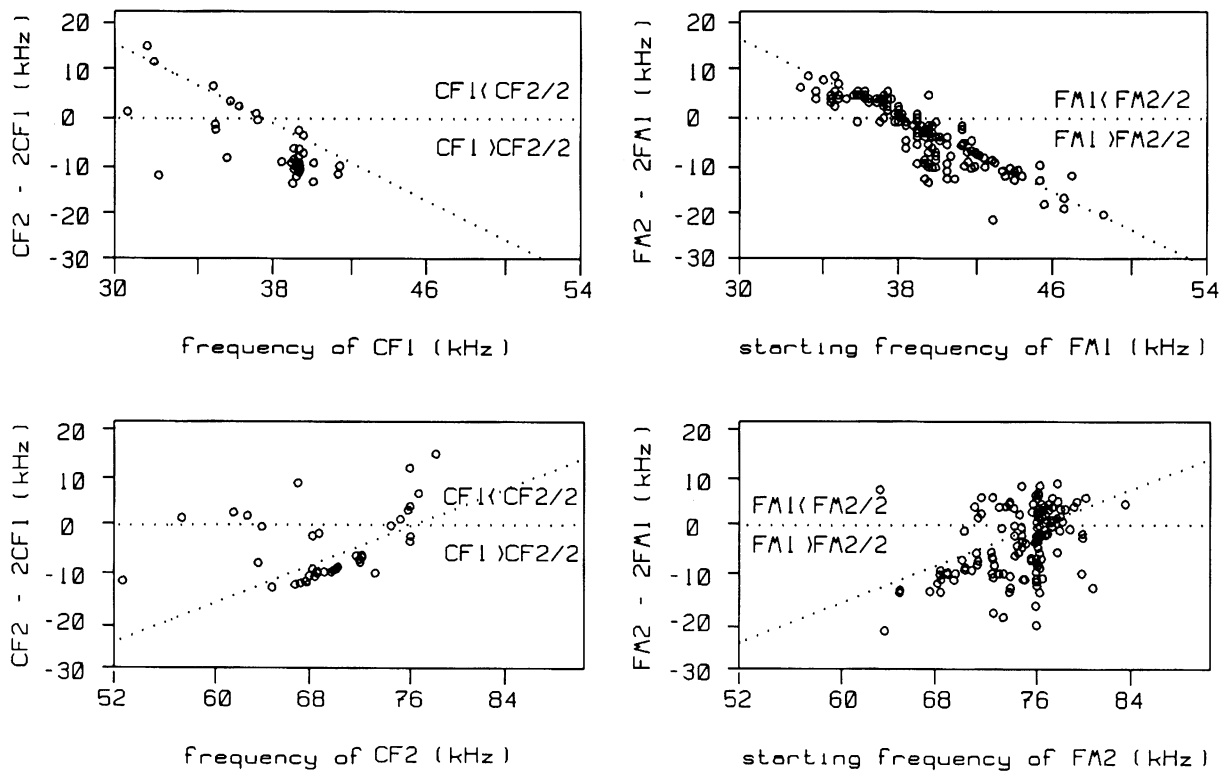 CF2 - 2CF1 (kHz)
20
10
0
-10
-20
-30
CF1< CF2/2
CF1 >CF2/2
30
38
46
54
frequency of CF1 (kHz)
FM2 - 2FM1 (kHz)
20
10
0
-10
-20
-30
FM1< FM2/2
FM1 >FM2/2
30
38
46
54
starting frequency of FM1 (kHz)
CF2 - 2CF1 (kHz)
20
10
0
-10
-20
-30
CF1< CF2/2
CF1 >CF2/2
52
60
68
76
84
frequency of CF2 (kHz)
FM2 - 2FM1 (kHz)
20
10
0
-10
-20
-30
FM1< FM2/2
FM1 >FM2/2
52
60
68
76
84
starting frequency of FM2 (kHz)